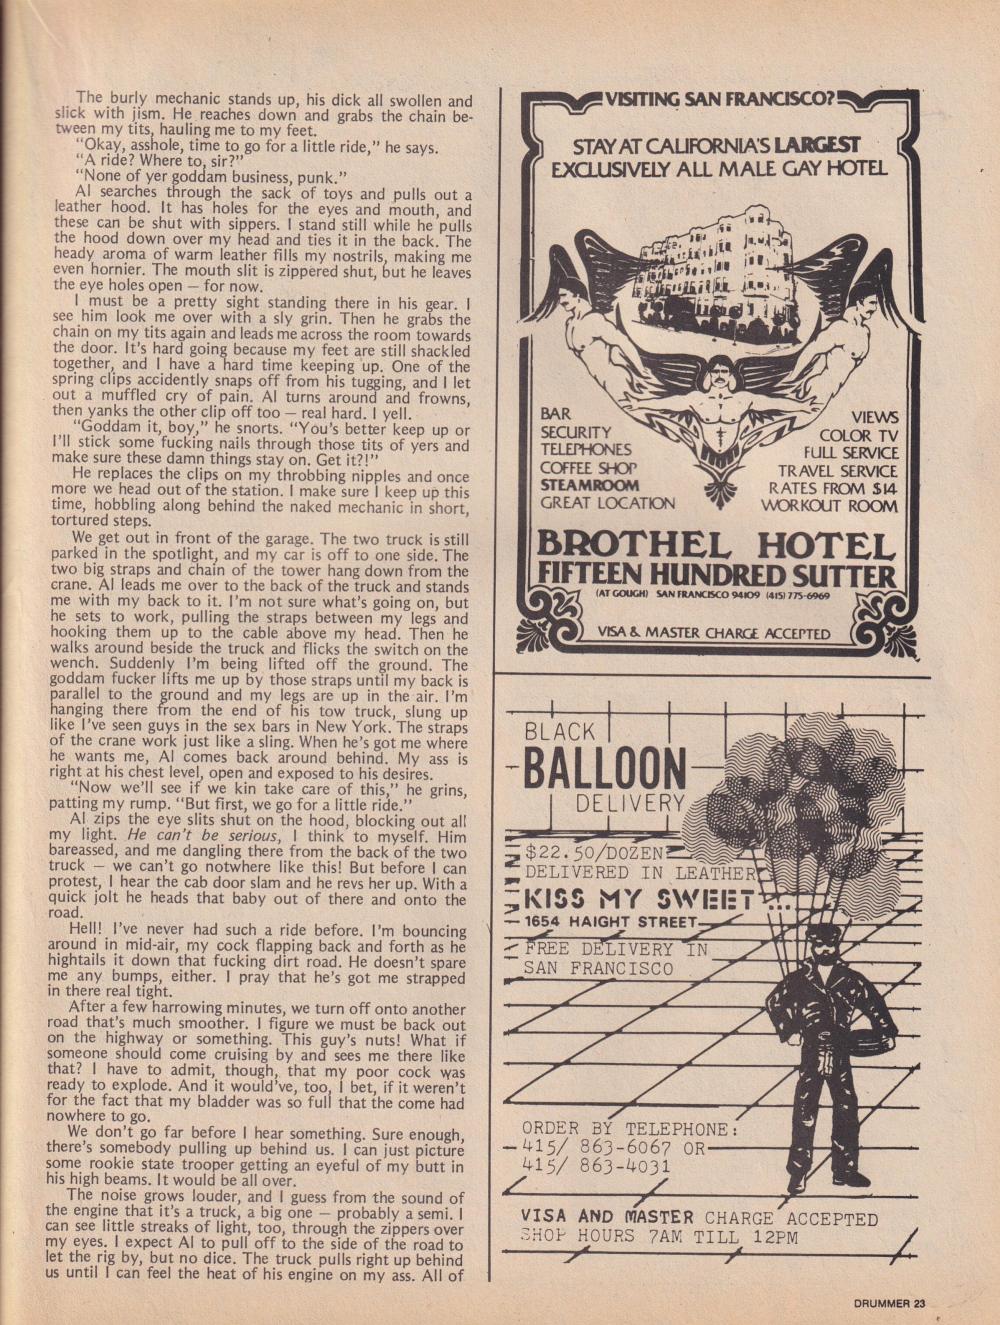 The burly mechanic stands up, his dick all swollen and
slick with jism. He reaches down and grabs the chain be-
tween my tits, hauling me to my feet.
“Okay, asshole, time to go for a little ride,” he says.
“A ride? Where to, sir?”
“None of yer goddam business, punk.”
Al searches through the sack of toys and pulls out a
leather hood. It has holes for the eyes and mouth, and
these can be shut with sippers. I stand still while he pulls
the hood down over my head and ties it in the back. The
heady aroma of warm leather fills my nostrils, making me
even hornier. The mouth slit is zippered shut, but he leaves
the eye holes open — for now.
I must be a pretty sight standing there in his gear. I
see him look me over with a sly grin. Then he grabs the
chain on my tits again and leads me across the room towards
the door. It's hard going because my feet are still shackled
together, and I have a hard time keeping up. One of the
spring clips accidently snaps off from his tugging, and I let
out a muffled cry of pain. Al turns around and frowns,
then yanks the other clip off too — real hard. I yell.
“Goddam it, boy,” he snorts. “You's better keep up or
I'll stick some fucking nails through those tits of yers and
make sure these damn things stay on. Get it?!”
He replaces the clips on my throbbing nipples and once
more we head out of the station. I make sure I keep up this
time, hobbling along behind the naked mechanic in short,
tortured steps.
We get out in front of the garage. The two truck is still
parked in the spotlight, and my car is off to one side. The
two big straps and chain of the tower hang down from the
crane. Al leads me over to the back of the truck and stands
me with my back to it. I'm not sure what's going on, but
he sets to work, pulling the straps between my legs and
hooking them up to the cable above my head. Then he
walks around beside the truck and flicks the switch on the
wench. Suddenly I'm being lifted off the ground. The
goddam fucker lifts me up by those straps until my back is
parallel to the ground and my legs are up in the air. I'm
hanging there from the end of his tow truck, slung up
like I've seen guys in the sex bars in New York. The straps
of the crane work just like a sling. When he's got me where
he wants me, Al comes back around behind. My ass is
right at his chest level, open and exposed to his desires.
“Now we'll see if we kin take care of this,” he grins,
patting my rump. “But first, we go for a little ride.”
Al zips the eye slits shut on the hood, blocking out all
my light. He can't be serious, I think to myself. Him
bareassed, and me dangling there from the back of the two
truck — we can't go notwhere like this! But before I can
protest, I hear the cab door slam and he revs her up. With a
quick jolt he heads that baby out of there and onto the
road.
Hell! I've never had such a ride before. I'm bouncing
around in mid-air, my cock flapping back and forth as he
hightails it down that fucking dirt road. He doesn't spare
me any bumps, either. I pray that he's got me strapped
in there real tight.
After a few harrowing minutes, we turn off onto another
road that's much smoother. I figure we must be back out
on the highway or something. This guy's nuts! What if
someone should come cruising by and sees me there like
that? I have to admit, though, that my poor cock was
ready to explode. And it would've, too, I bet, if it weren't
for the fact that my bladder was so full that the come had
nowhere to go.
We don't go far before I hear something. Sure enough,
there's somebody pulling up behind us. I can just picture
some rookie state trooper getting an eyeful of my butt in
his high beams. It would be all over.
The noise grows louder, and I guess from the sound of
the engine that it's a truck, a big one — probably a semi. I
can see little streaks of light, too, through the zippers over
my eyes. I expect Al to pull off to the side of the road to
let the rig by, but no dice. The truck pulls right up behind
us until I can feel the heat of his engine on my ass. All of
VISITING SAN FRANCISCO?
STAY AT CALIFORNIA'S LARGEST
EXCLUSIVELY ALL MALE GAY HOTEL
BAR
SECURITY
TELEPHONES
COFFEE SHOP
STEAMROOM
GREAT LOCATION
VIEWS
COLOR TV
FULL SERVICE
TRAVEL SERVICE
RATES FROM $14
WORKOUT ROOM
BROTHEL HOTEL
FIFTEEN HUNDRED SUTTER
(AT GOUGH) SAN FRANCISCO 94109 (415) 775-6969
VISA & MASTER CHARGE ACCEPTED
BLACK
BALLOON
DELIVERY
$22.50/DOZEN
DELIVERED IN LEATHER
KISS MY SWEET...
1654 HAIGHT STREET
FREE DELIVERY IN
SAN FRANCISCO
ORDER BY TELEPHONE:
415/ 863-6067 OR
415/ 863-4031
VISA AND MASTER CHARGE ACCEPTED
SHOP HOURS 7AM TILL 12PM
DRUMMER 23